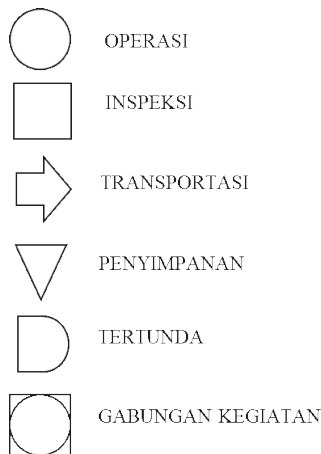 OPERASI
INSPEKSI
TRANSPORTASI
PENYIMPANAN
TERTUNDA
GABUNGAN KEGIATAN